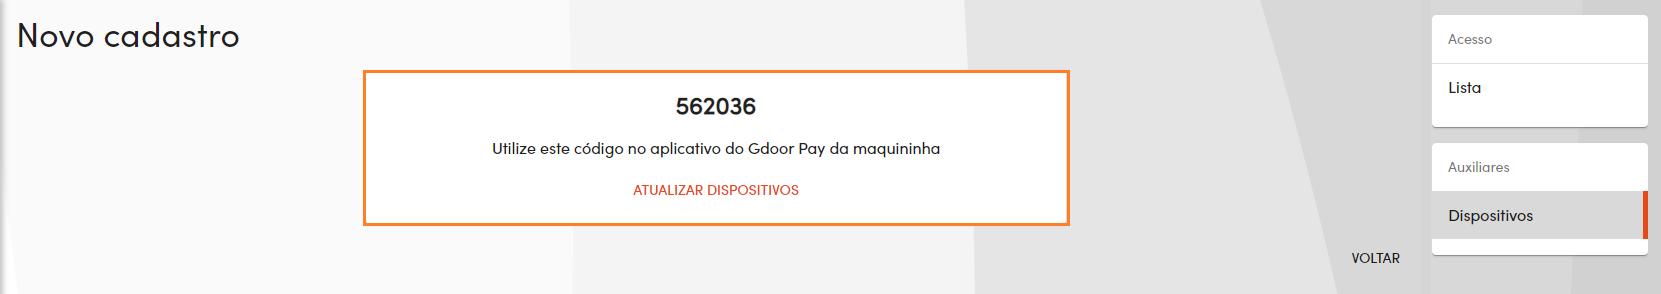 Novo cadastro
562036
Utilize este código no aplicativo do Gdoor Pay da maquininha
ATUALIZAR DISPOSITIVOS
VOLTAR
Acesso
Lista
Auxiliares
Dispositivos